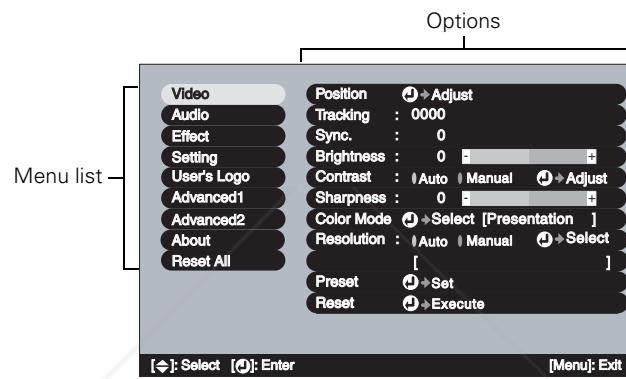 Options
Menu list
Video
Audio
Effect
Setting
User's Logo
Advanced1
Advanced2
About
Reset All
Position Adjust
Tracking : 0000
Sync. : 0
Brightness : 0 - +
Contrast : Auto Manual Adjust
Sharpness : 0 - +
Color Mode Select [Presentation ]
Resolution : Auto Manual Select
[ ]
Preset Set
Reset Execute
[ ]: Select [ ]: Enter [Menu]: Exit